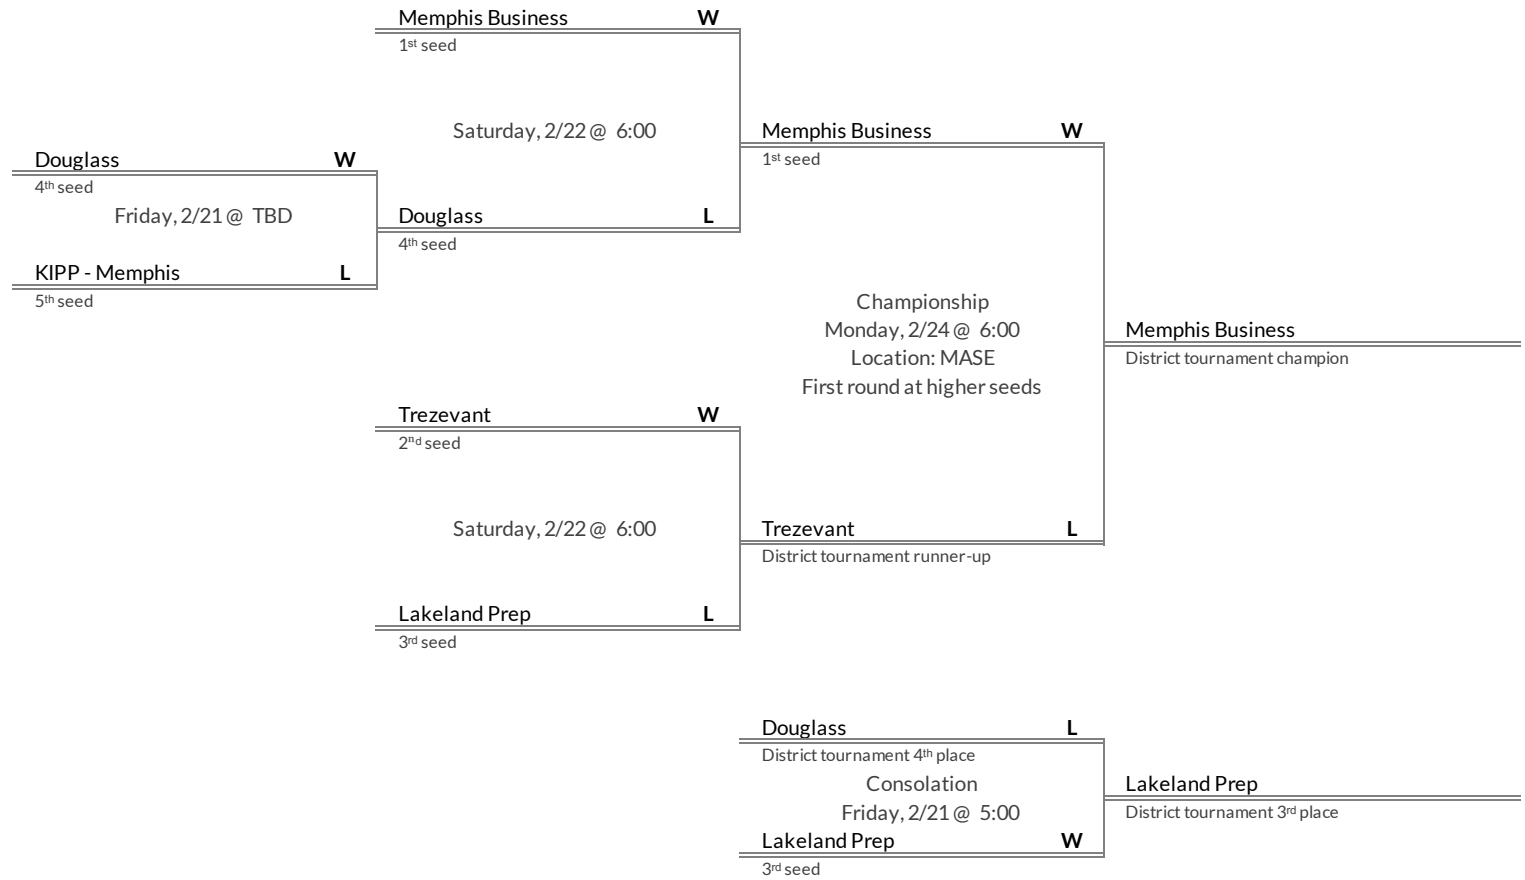 Memphis Business W
1st seed
Saturday, 2/22 @ 6:00
Memphis Business W
1st seed
Douglass W
4th seed
Friday, 2/21 @ TBD
Douglass L
4th seed
KIPP - Memphis L
5th seed
Championship
Monday, 2/24 @ 6:00
Location: MASE
First round at higher seeds
Memphis Business
District tournament champion
Trezevant W
2nd seed
Saturday, 2/22 @ 6:00
Trezevant L
District tournament runner-up
Lakeland Prep L
3rd seed
Douglass L
District tournament 4th place
Consolation
Friday, 2/21 @ 5:00
Lakeland Prep
District tournament 3rd place
Lakeland Prep W
3rd seed